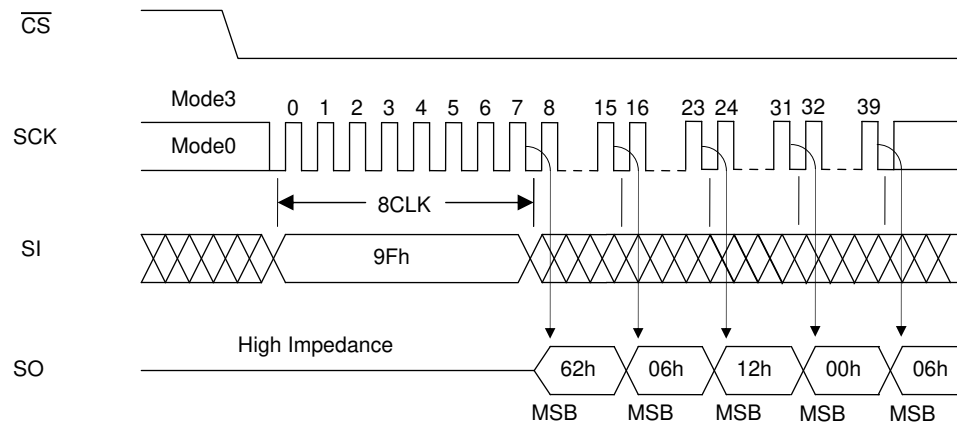 CS
Mode3
0 1 2 3 4 5 6 7 8 15 16 23 24 31 32 39
SCK
Mode0
8CLK
SI
9Fh
High Impedance
SO
62h 06h 12h 00h 06h
MSB MSB MSB MSB MSB